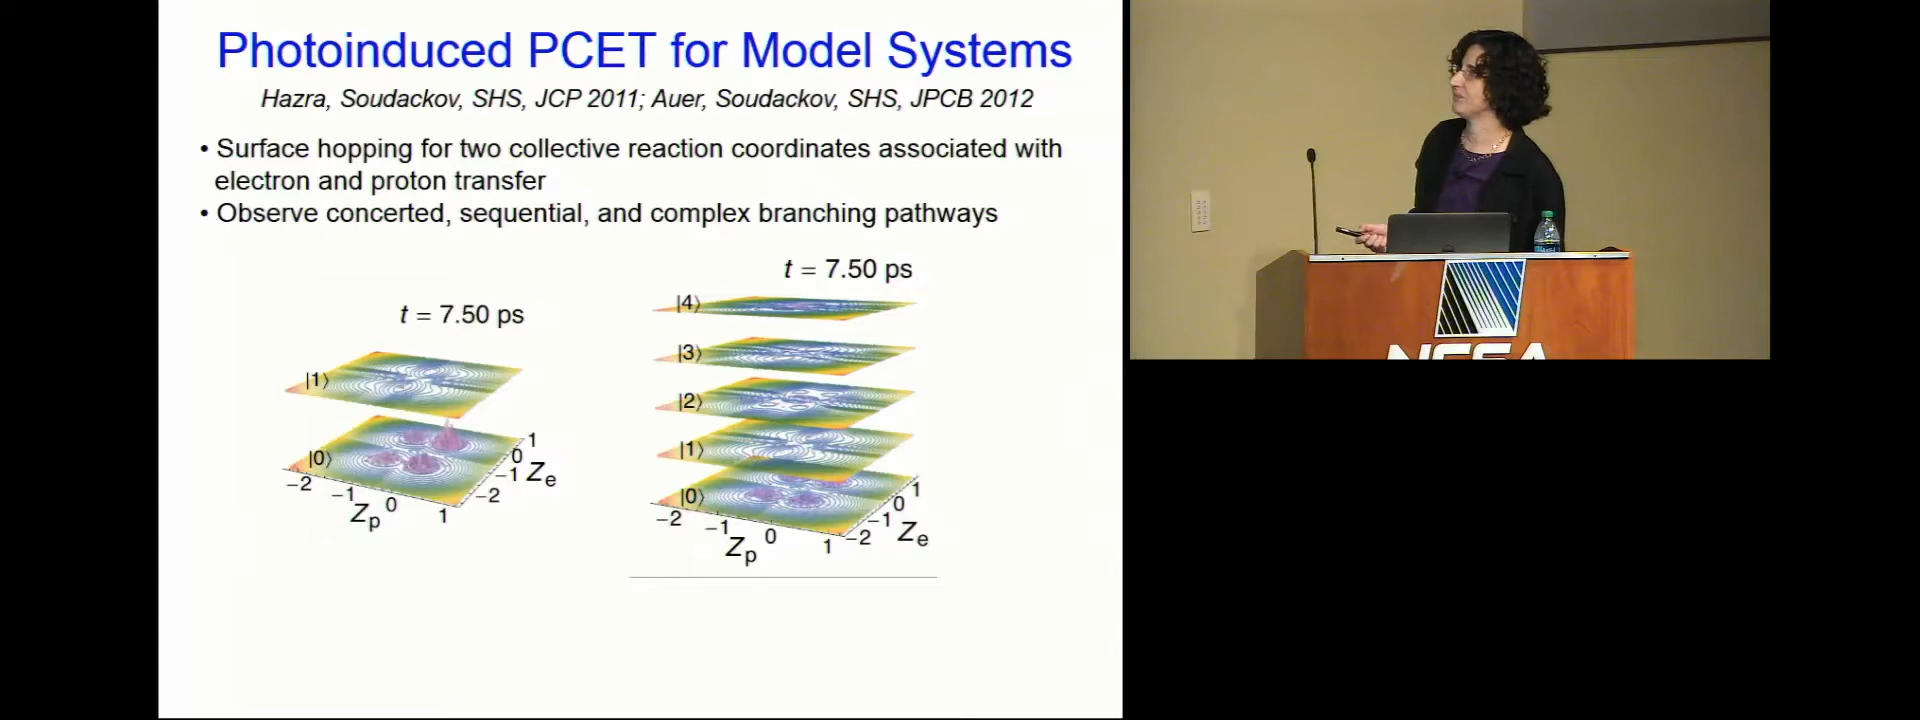 Photoinduced PCET for Model Systems
Hazra, Soudackov, SHS, JCP 2011; Auer, Soudackov, SHS, JPCB 2012
• Surface hopping for two collective reaction coordinates associated with
electron and proton transfer
• Observe concerted, sequential, and complex branching pathways
t = 7.50 ps
|1⟩
|0⟩
−2
−1
0
1
Zp
1
0
−1
−2
Ze
t = 7.50 ps
|4⟩
|3⟩
|2⟩
|1⟩
|0⟩
−2
−1
0
1
Zp
1
0
−1
−2
Ze
NCSA